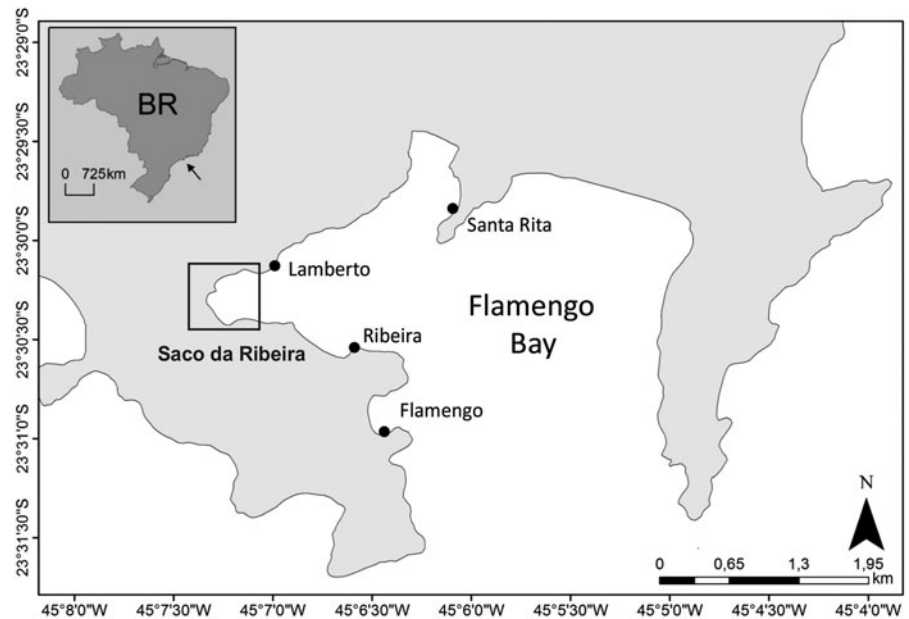 BR
0 725km
23°29'0"S
23°29'30"S
23°30'0"S
23°30'30"S
23°31'0"S
23°31'30"S
Santa Rita
Lamberto
Flamengo
Bay
Ribeira
Saco da Ribeira
Flamengo
N
0 0,65 1,3 1,95
km
45°8'0"W 45°7'30"W 45°7'0"W 45°6'30"W 45°6'0"W 45°5'30"W 45°5'0"W 45°4'30"W 45°4'0"W